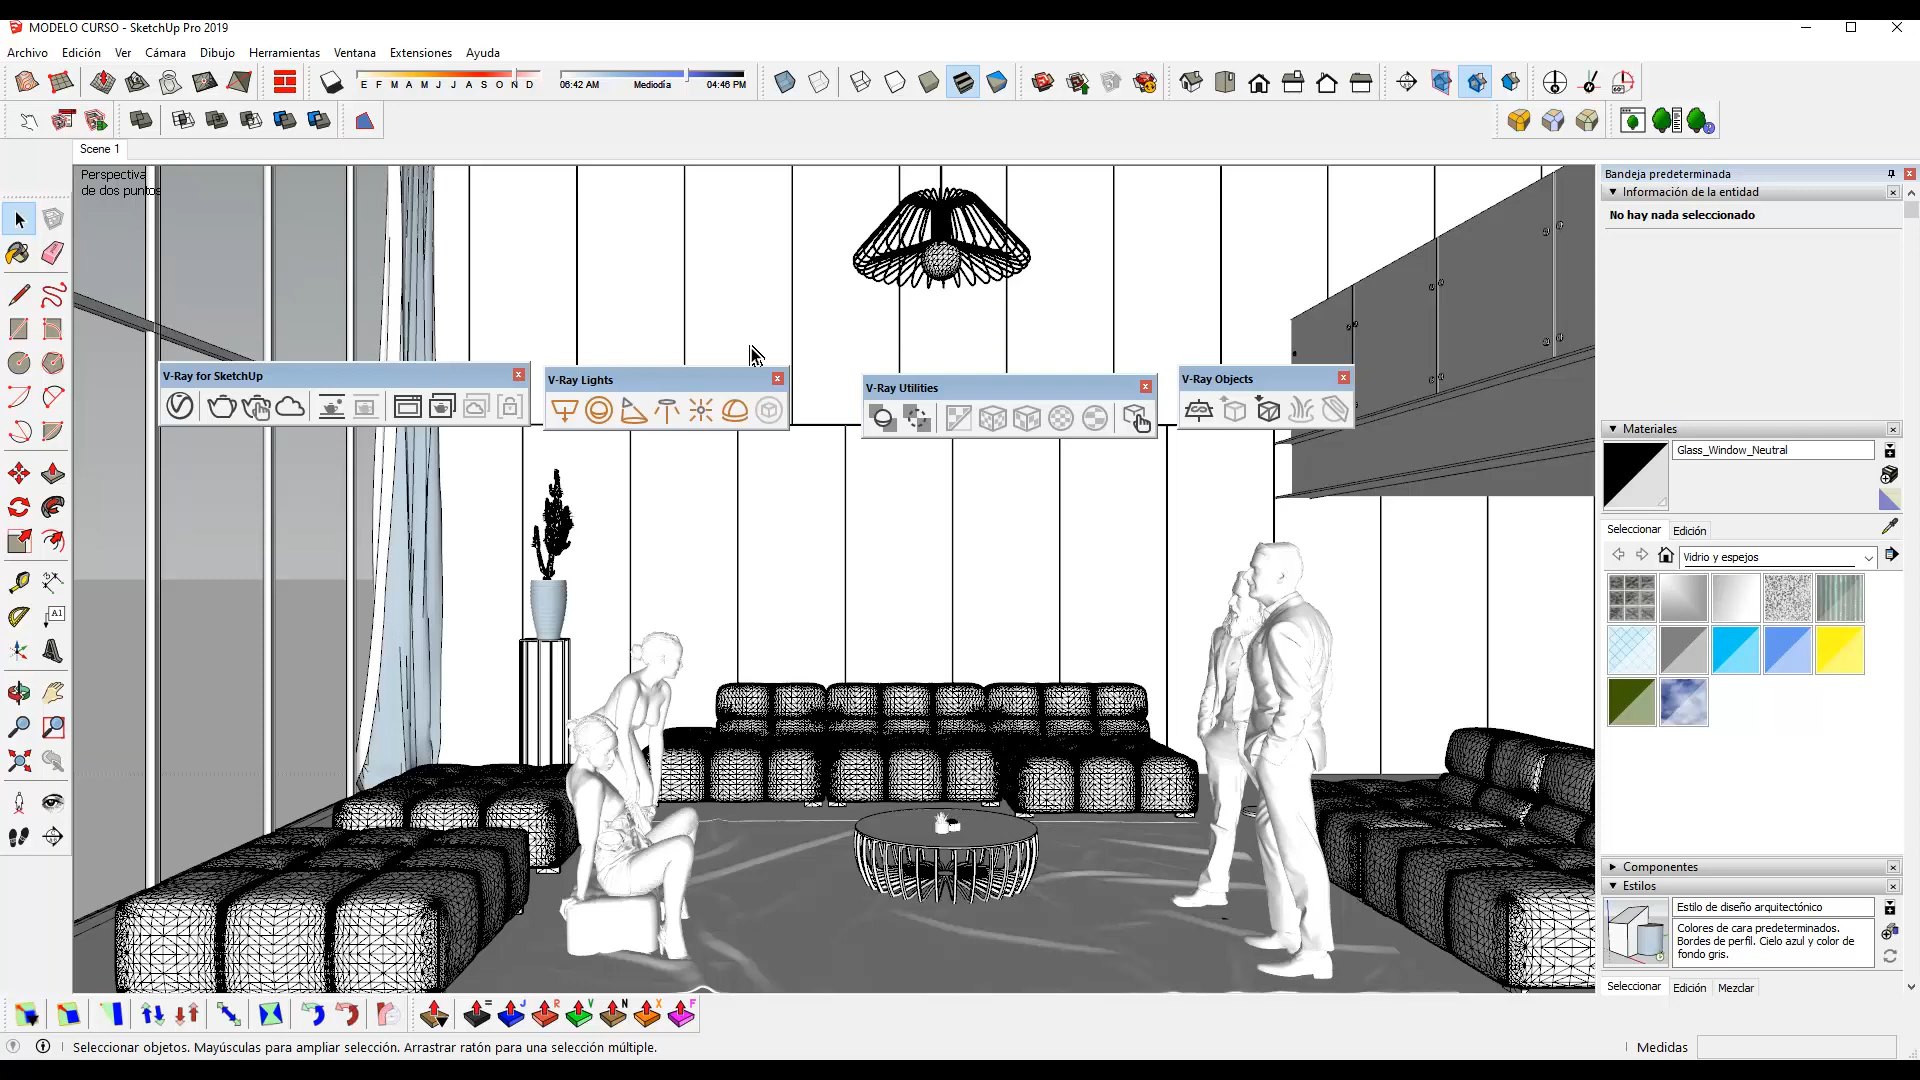 MODELO CURSO - SketchUp Pro 2019
Archivo Edición Ver Cámara Dibujo Herramientas Ventana Extensiones Ayuda
E F M A M J J A S O N D
06:42 AM Mediodía 04:46 PM
Scene 1
Perspectiva
de dos puntos
Bandeja predeterminada
Información de la entidad
No hay nada seleccionado
V-Ray for SketchUp
V-Ray Lights
V-Ray Utilities
V-Ray Objects
Materiales
Glass_Window_Neutral
Seleccionar Edición
Vidrio y espejos
A1
Componentes
Estilos
Estilo de diseño arquitectónico
Colores de cara predeterminados.
Bordes de perfil. Cielo azul y color de
fondo gris.
Seleccionar Edición Mezclar
= J R V N X F
Seleccionar objetos. Mayúsculas para ampliar selección. Arrastrar ratón para una selección múltiple.
Medidas